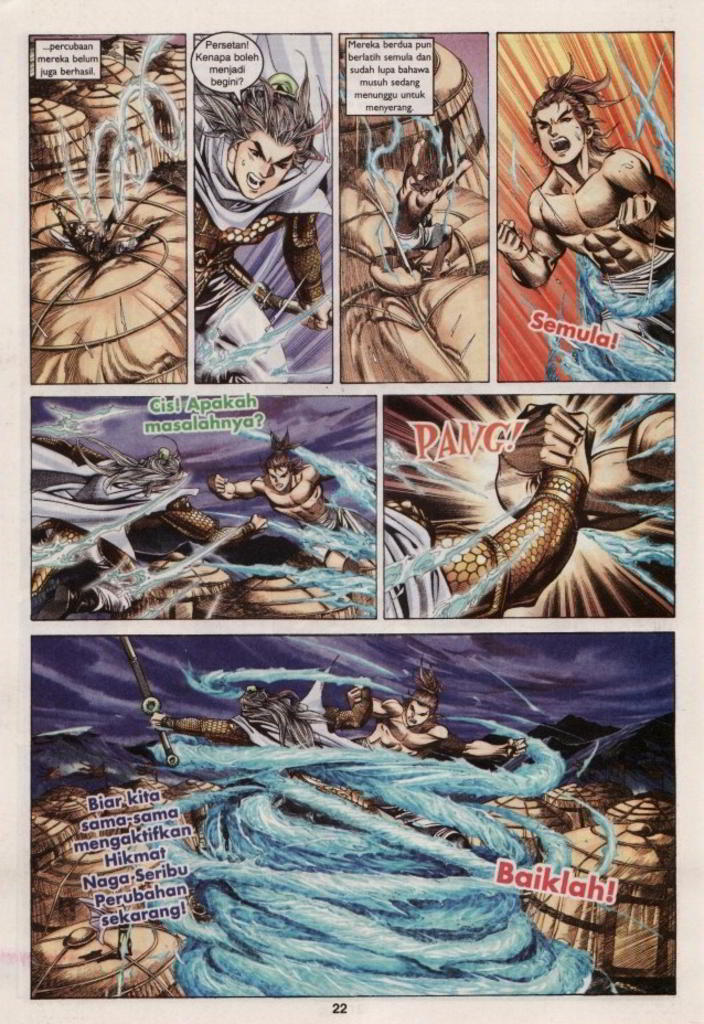 ...percubaan
mereka belum
juga berhasil.
Persetan!
Kenapa boleh
menjadi
begini?
Mereka berdua pun
berlatih semula dan
sudah lupa bahawa
musuh sedang
menunggu untuk
menyerang.
Semula!
Cis! Apakah
masalahnya?
PANG!
Biar kita
sama-sama
mengaktifkan
Hikmat
Naga Seribu
Perubahan
sekarang!
Baiklah!
22